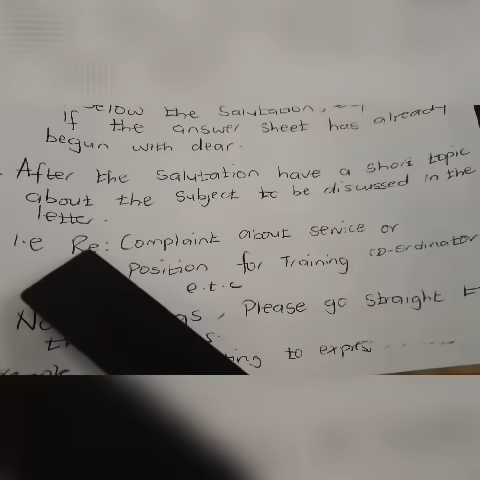 the salutation,
if the answer sheet has already
begun with dear.
After the salutation have a short topic
about the subject to be discussed in the
letter.
i.e Re: Complaint about service or
Position for Training co-ordinator
e.t.c
, Please go straight
to expres